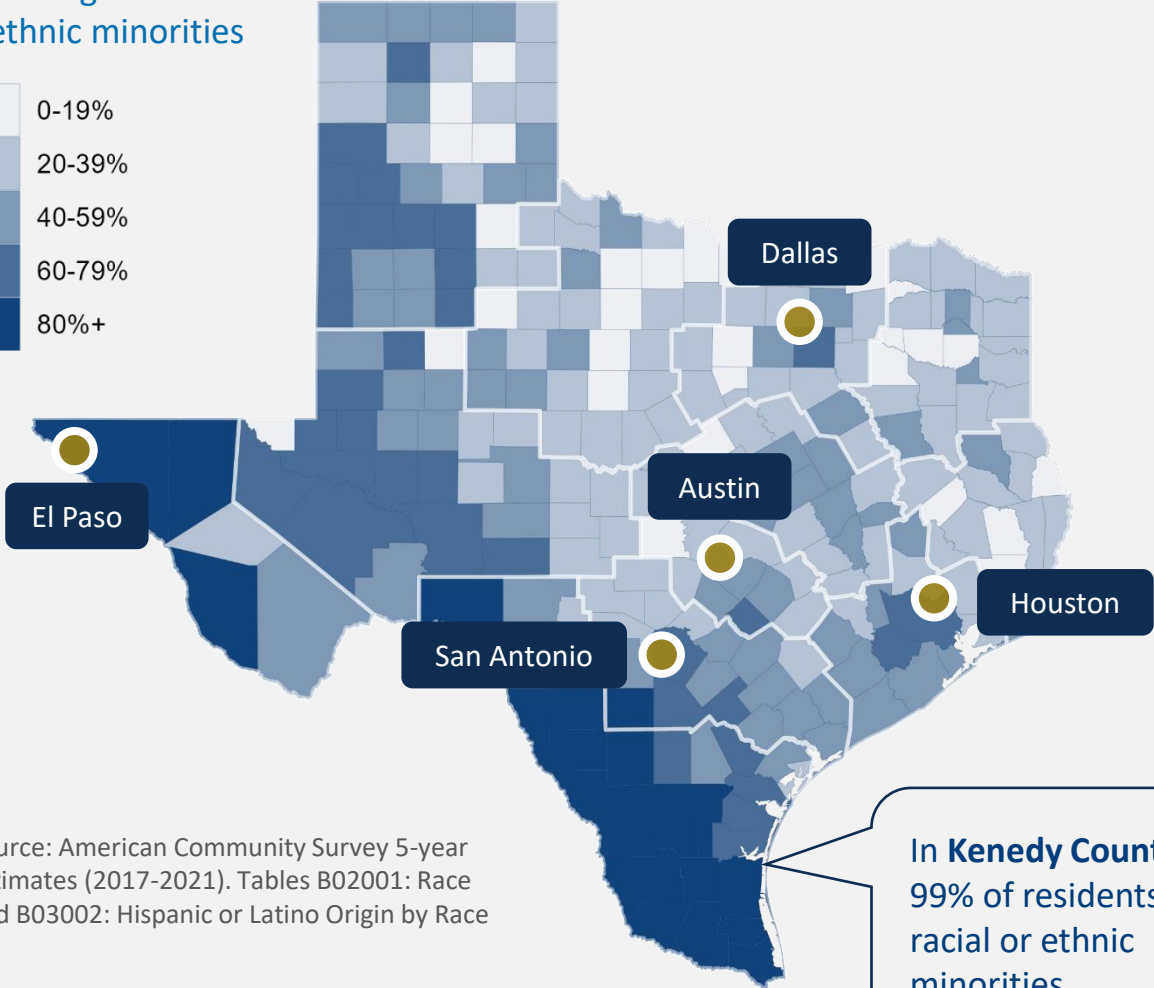 ethnic minorities
0-19%
20-39%
40-59%
60-79%
80%+
Dallas
El Paso
Austin
Houston
San Antonio
In Kenedy Count
99% of residents
racial or ethnic
minorities
urce: American Community Survey 5-year
timates (2017-2021). Tables B02001: Race
d B03002: Hispanic or Latino Origin by Race